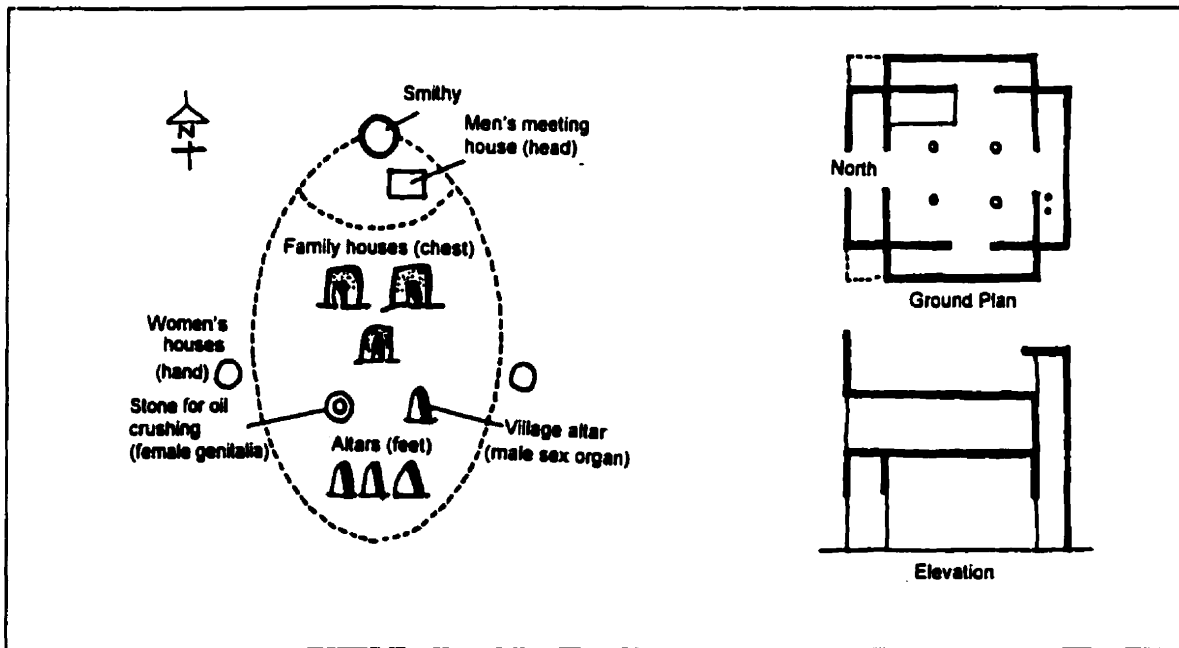 Smithy
Men's meeting
house (head)
N
Family houses (chest)
Women's
houses
(hand)
Stone for oil
crushing
(female genitalia)
Village altar
(male sex organ)
Altars (feet)
North
Ground Plan
Elevation